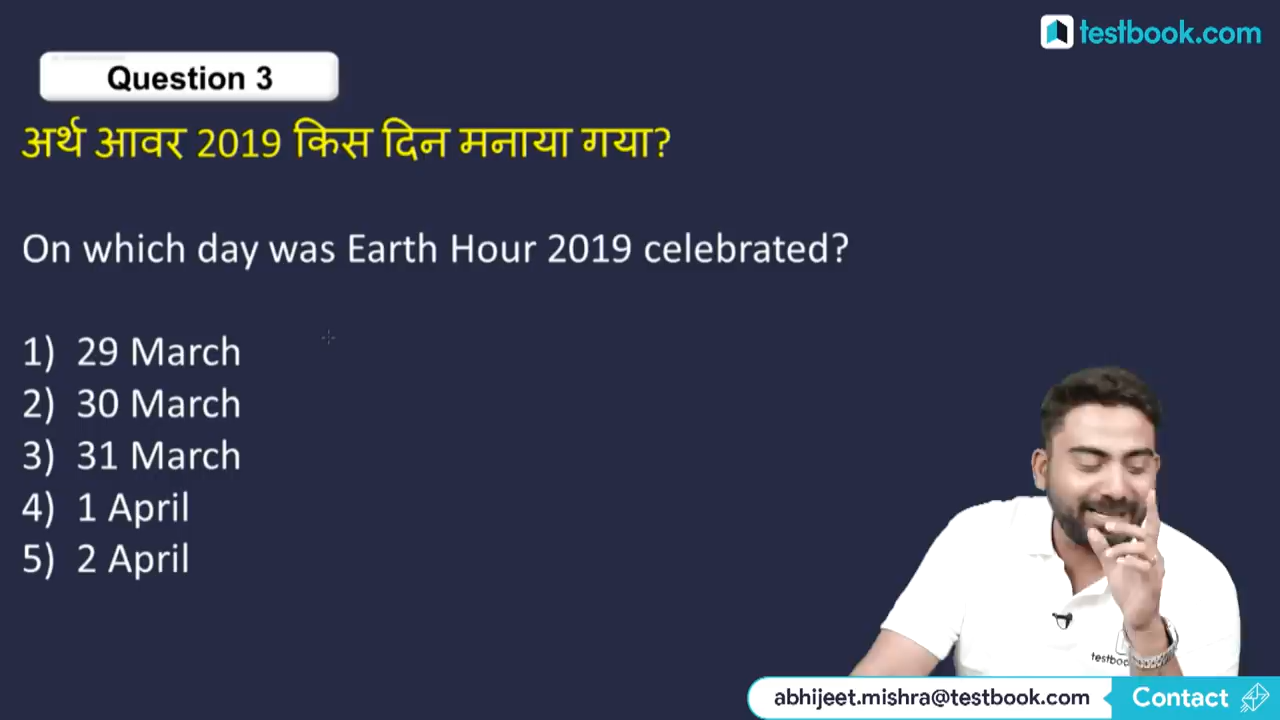 testbook.com
Question 3
अर्थ आवर 2019 किस दिन मनाया गया?
On which day was Earth Hour 2019 celebrated?
1) 29 March
2) 30 March
3) 31 March
4) 1 April
5) 2 April
testboo
abhijeet.mishra@testbook.com Contact